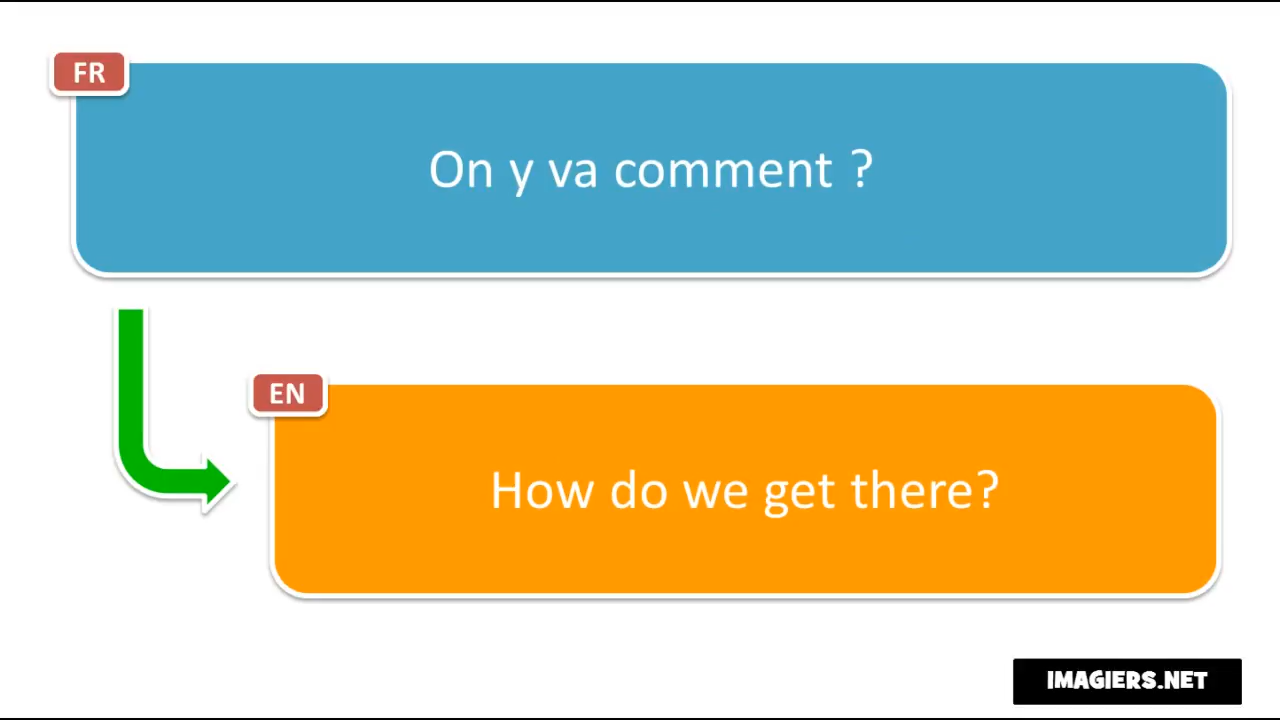 FR
On y va comment ?
EN
How do we get there?
IMAGIERS.NET